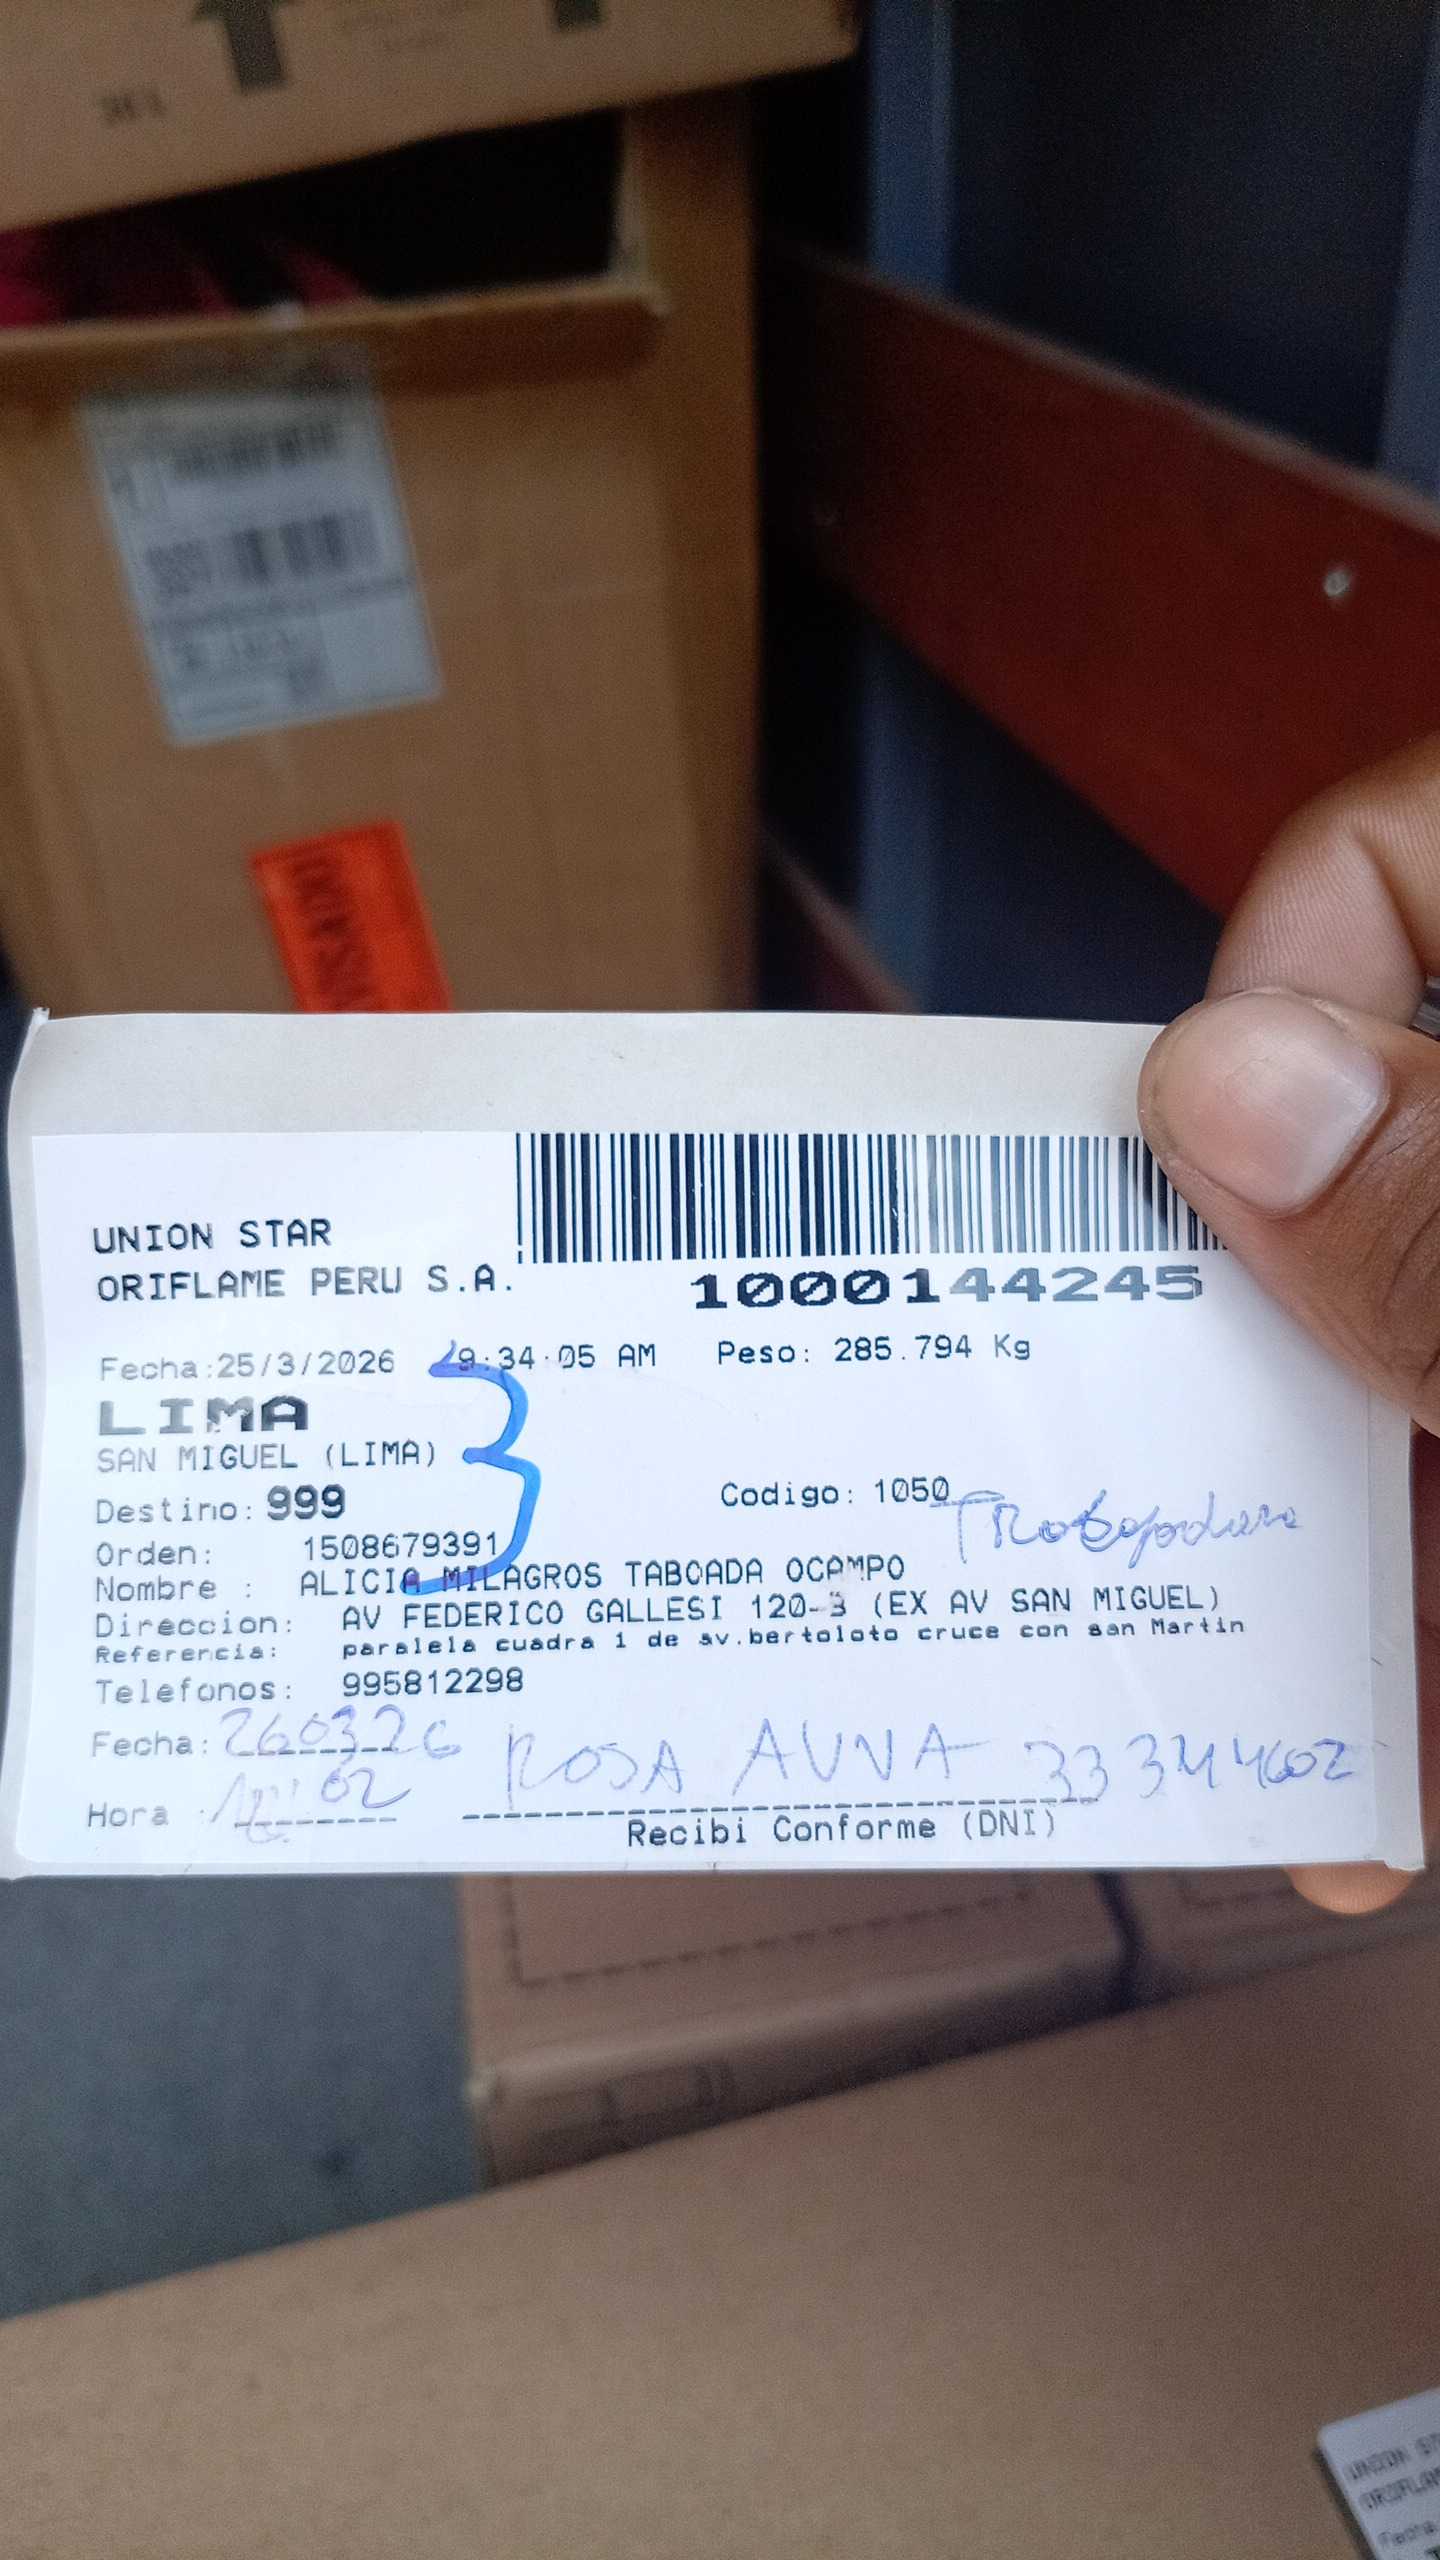 UNION STAR
ORIFLAME PERU S.A.
1000144245
Fecha:25/3/2026 9:34:05 AM Peso: 285.794 Kg
LIMA
SAN MIGUEL (LIMA)
3
Destino: 999 Codigo: 1050
Orden: 1508679391
Nombre : ALICIA MILAGROS TABOADA OCAMPO
Direccion: AV FEDERICO GALLESI 120-3 (EX AV SAN MIGUEL)
Referencia: paralela cuadra 1 de av.bertoloto cruce con san Martin
Telefonos: 995812298
Fecha: 260326 ROSA
Hora :
Recibi Conforme (DNI)
UNION